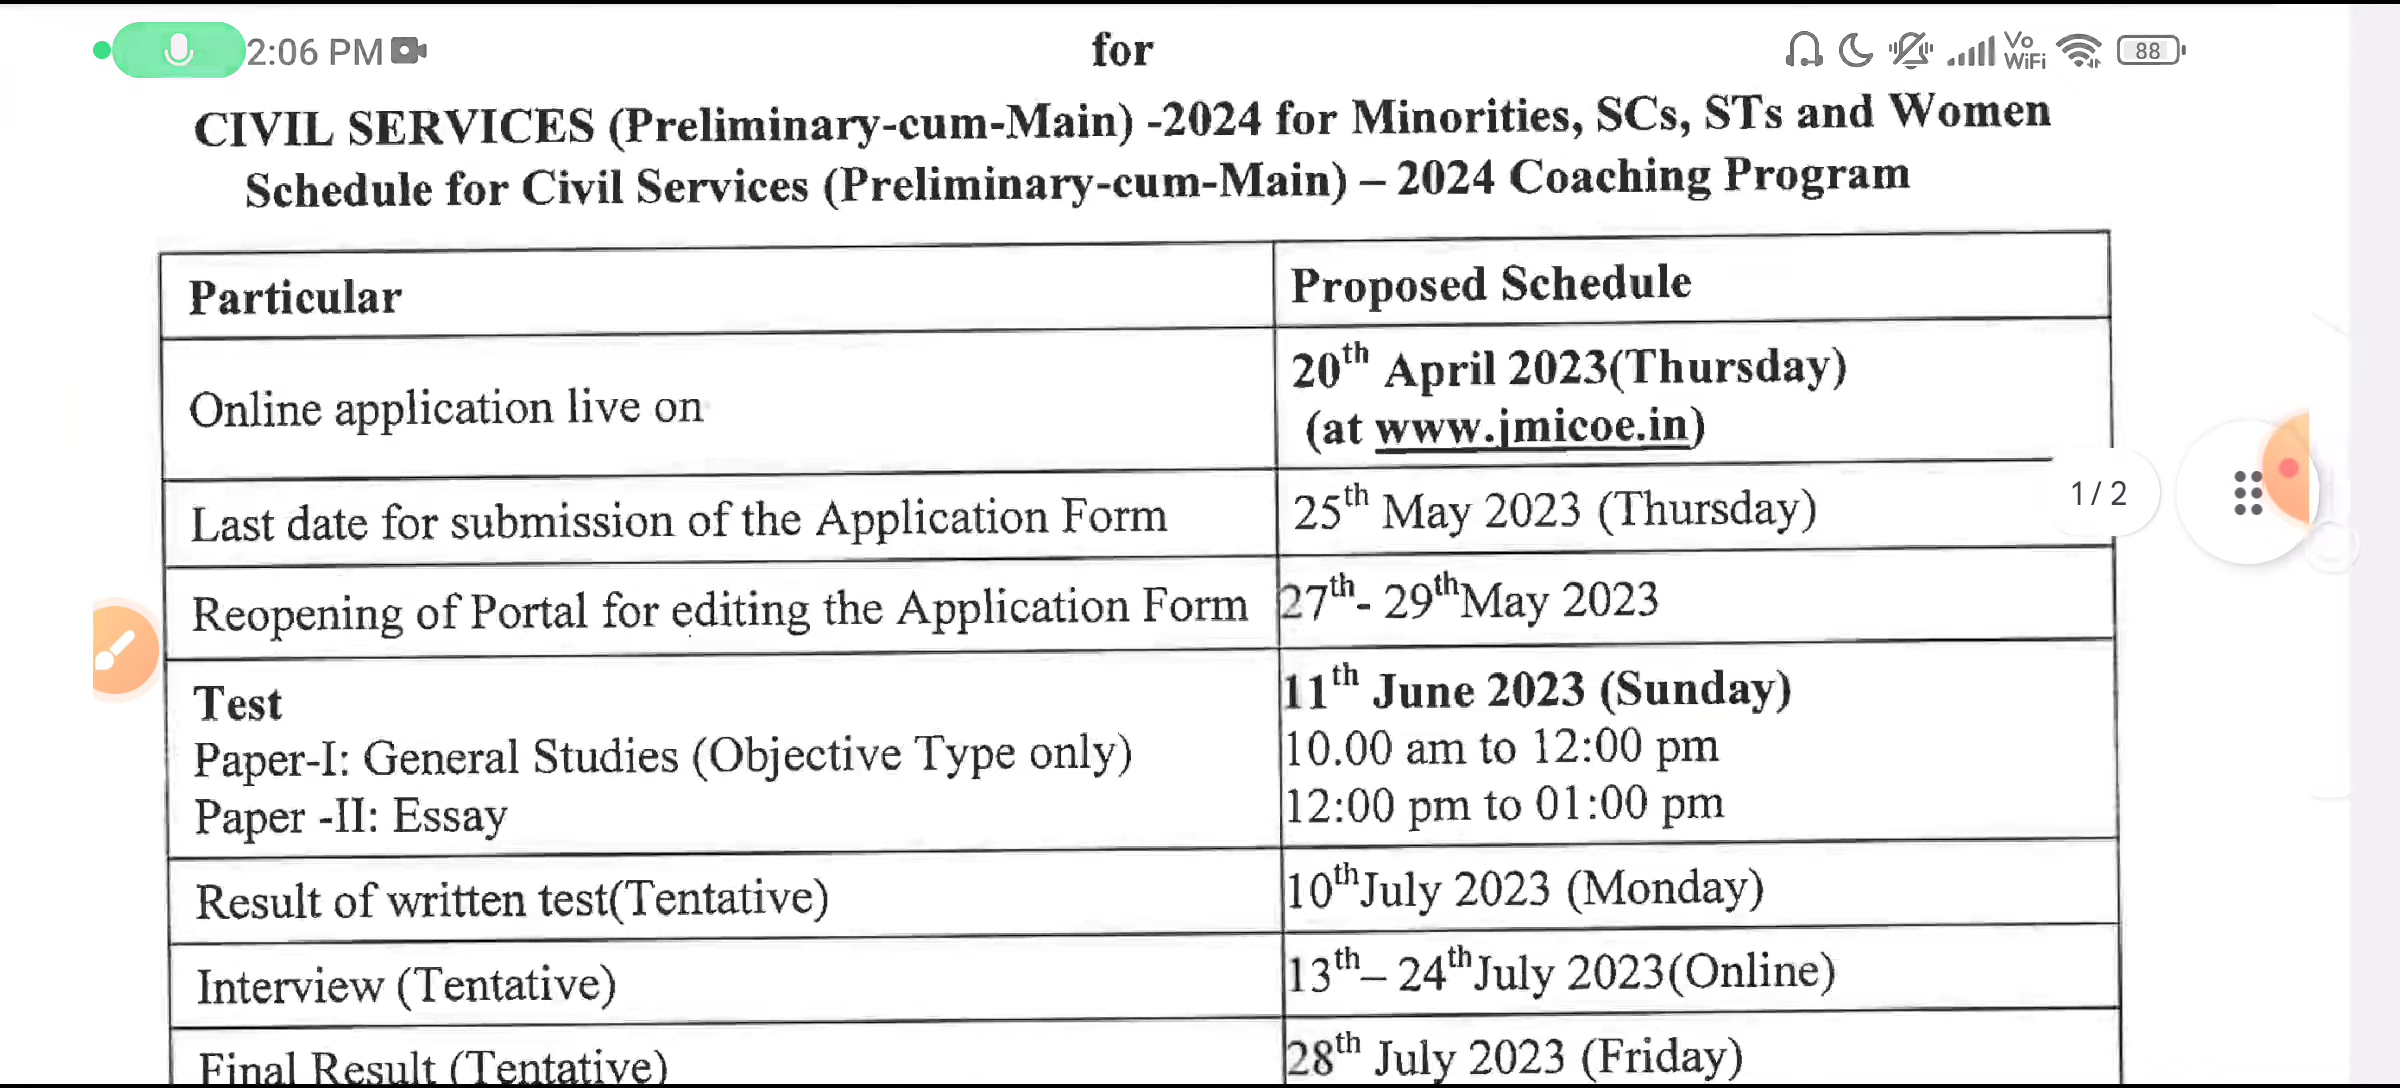 2:06 PM
for
Vo
WiFi
88
CIVIL SERVICES (Preliminary-cum-Main) -2024 for Minorities, SCs, STs and Women
Schedule for Civil Services (Preliminary-cum-Main) – 2024 Coaching Program
Particular
Proposed Schedule
Online application live on
20th April 2023(Thursday)
(at www.jmicoe.in)
Last date for submission of the Application Form
25th May 2023 (Thursday)
1/2
Reopening of Portal for editing the Application Form
27th- 29thMay 2023
Test
11th June 2023 (Sunday)
Paper-I: General Studies (Objective Type only)
10.00 am to 12:00 pm
Paper -II: Essay
12:00 pm to 01:00 pm
Result of written test(Tentative)
10thJuly 2023 (Monday)
Interview (Tentative)
13th– 24thJuly 2023(Online)
Final Result (Tentative)
28th July 2023 (Friday)